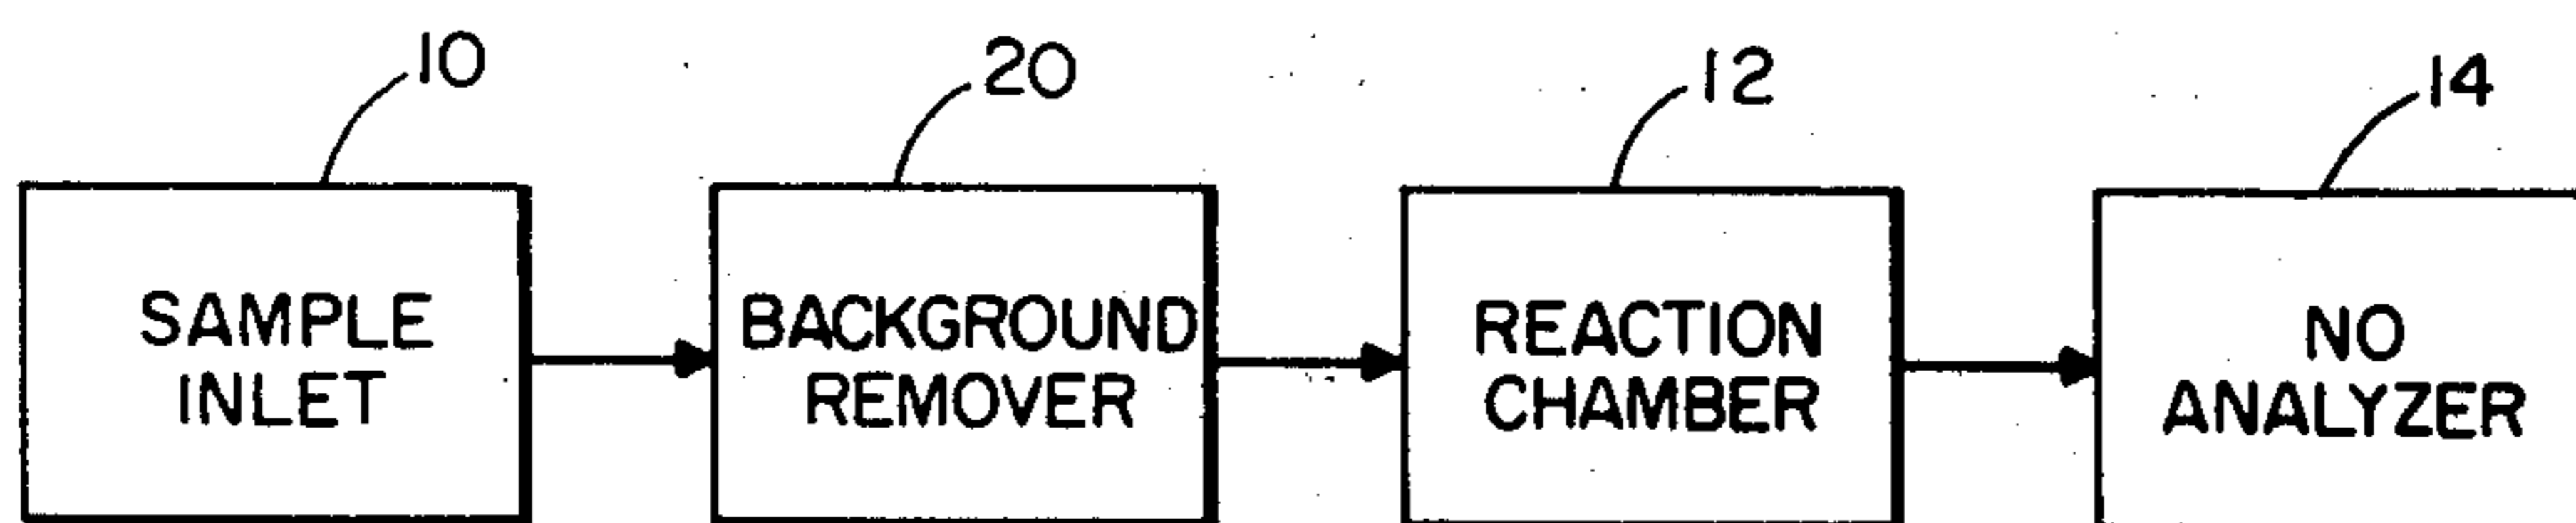 10
20
12
14
SAMPLE
INLET
BACKGROUND
REMOVER
REACTION
CHAMBER
NO
ANALYZER